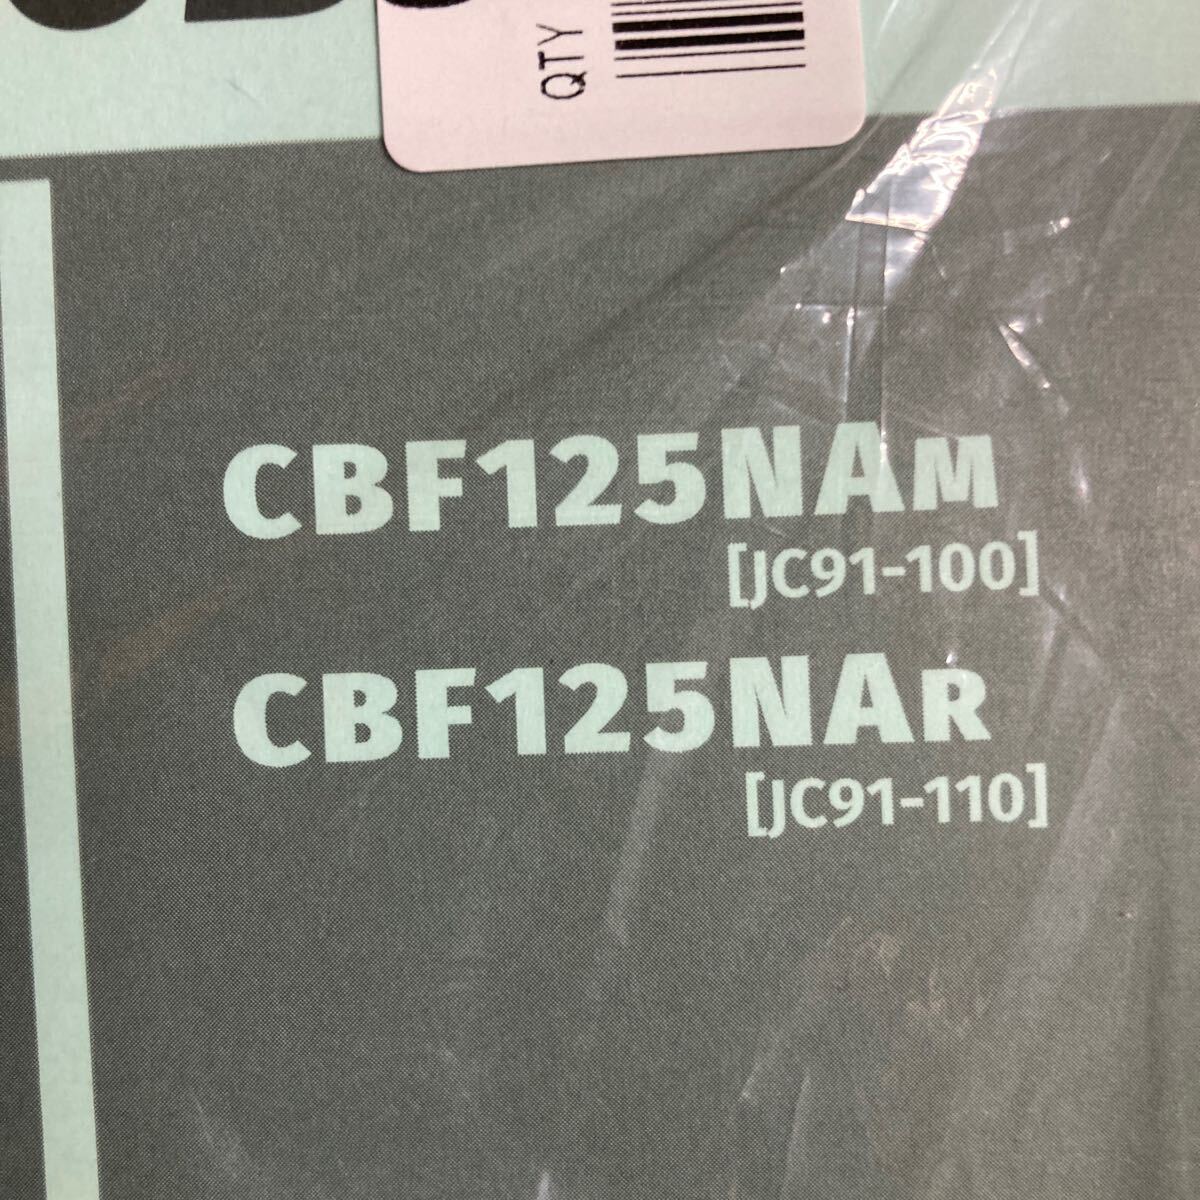 QTY
CBF125NAM
[JC91-100]
CBF125NAR
[JC91-110]